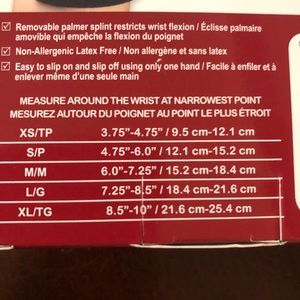 ☑ Removable palmer splint restricts wrist flexion / Éclisse palmaire
amovible qui empêche la flexion du poignet
☑ Non-Allergenic Latex Free / Non allergène et sans latex
☑ Easy to slip on and slip off using only one hand / Facile à enfiler et à
enlever même d'une seule main
MEASURE AROUND THE WRIST AT NARROWEST POINT
MESUREZ AUTOUR DU POIGNET AU POINT LE PLUS ÉTROIT
XS/TP 3.75"-4.75" / 9.5 cm-12.1 cm
S/P 4.75"-6.0" / 12.1 cm-15.2 cm
M/M 6.0"-7.25" / 15.2 cm-18.4 cm
L/G 7.25"-8.5" / 18.4 cm-21.6 cm
XL/TG 8.5"-10" / 21.6 cm-25.4 cm